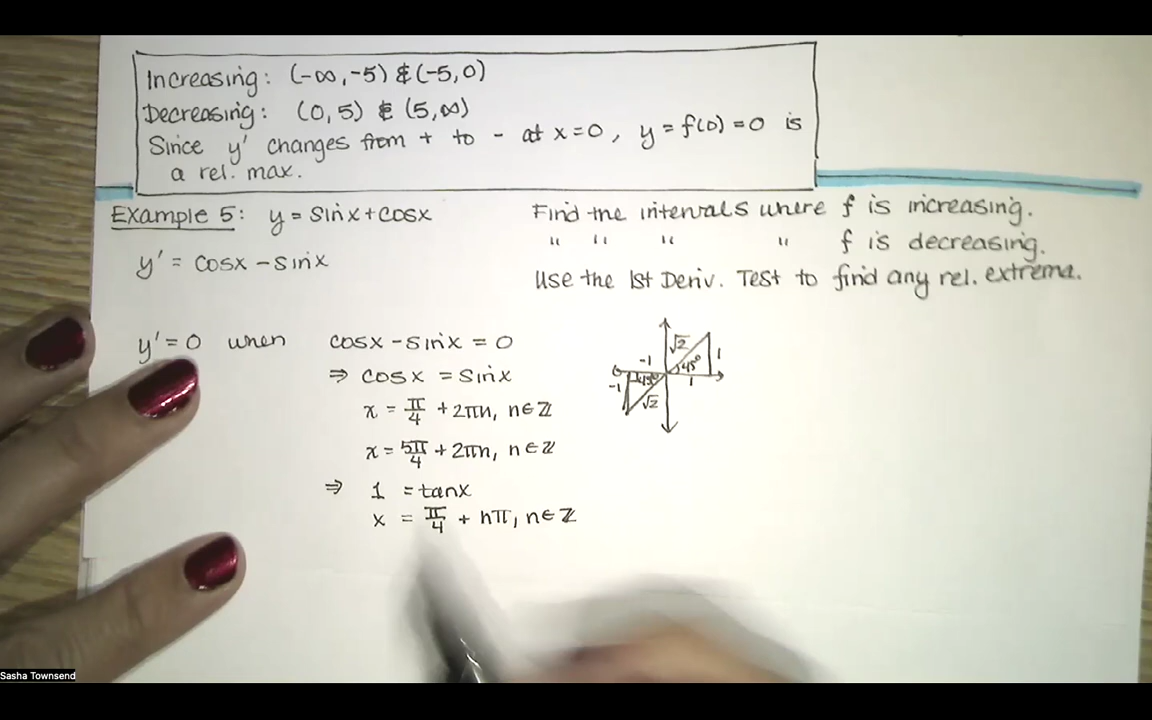 Increasing: (-∞,-5) & (-5,0)
Decreasing: (0,5) & (5,∞)
Since y' changes from + to - at x=0, y=f(0)=0 is
a rel. max.
Example 5: y=sinx+cosx
Find the intervals where f is increasing.
" " " " f is decreasing.
y' = cosx-sinx
Use the 1st Deriv. Test to find any rel. extrema.
y'=0 when cosx-sinx=0
⇒ cosx=sinx
x=π/4+2πn, n∈ℤ
x=5π/4+2πn, n∈ℤ
⇒ 1=tanx
x=π/4+nπ, n∈ℤ
√2 1
-1 45°
-1 45° 1
√2
Sasha Townsend